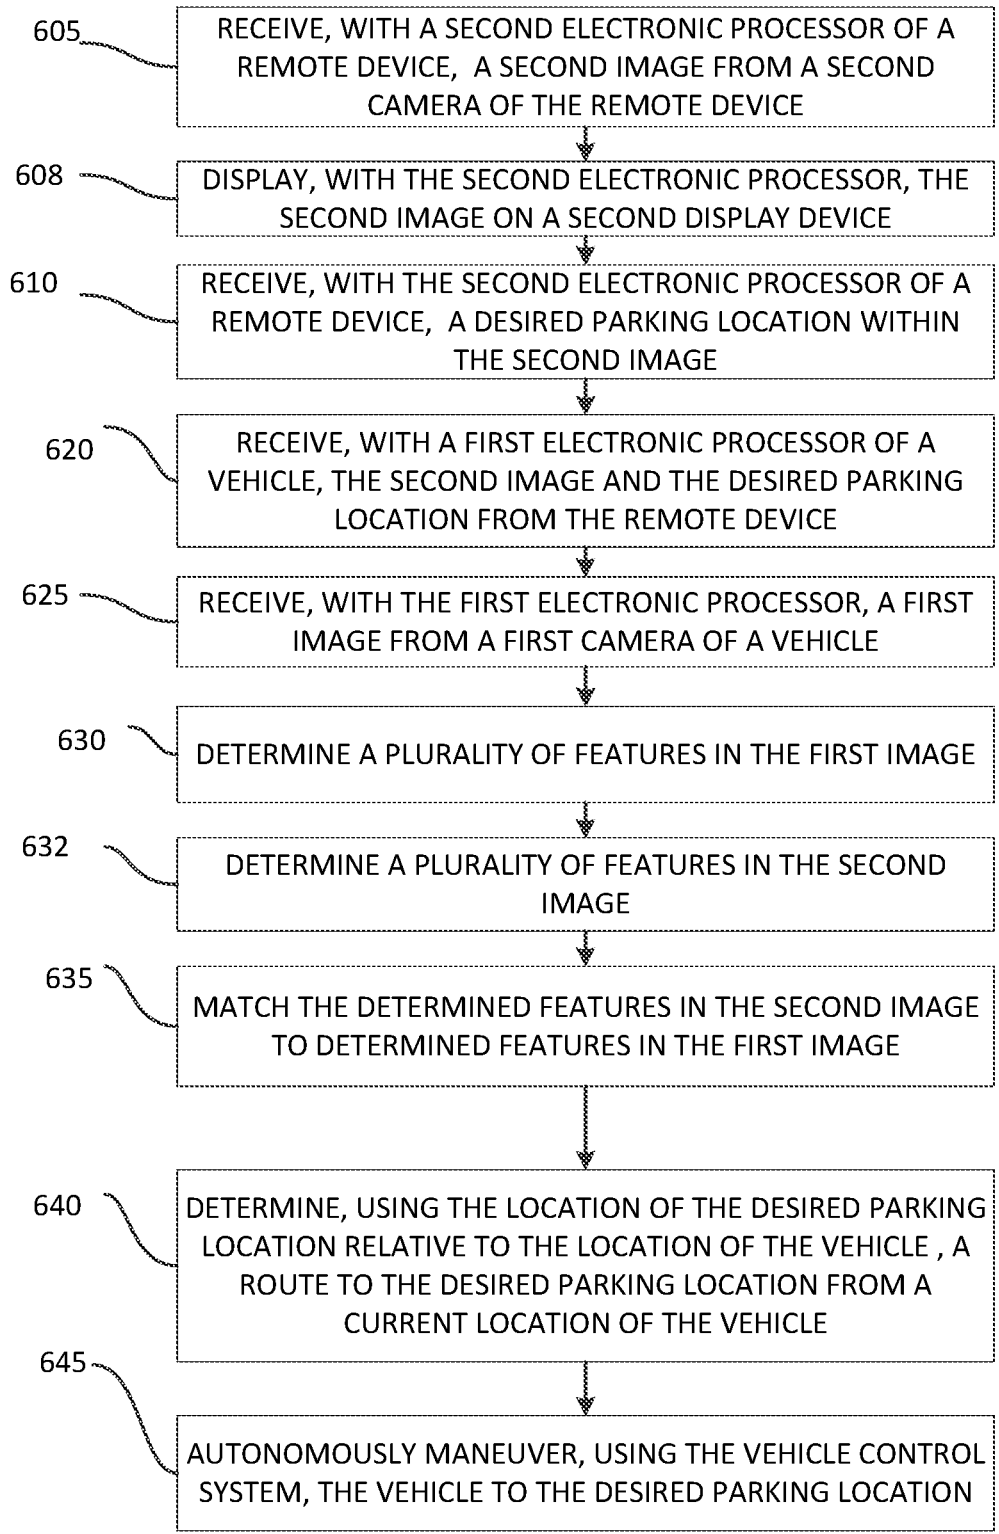 605
RECEIVE, WITH A SECOND ELECTRONIC PROCESSOR OF A
REMOTE DEVICE, A SECOND IMAGE FROM A SECOND
CAMERA OF THE REMOTE DEVICE
608
DISPLAY, WITH THE SECOND ELECTRONIC PROCESSOR, THE
SECOND IMAGE ON A SECOND DISPLAY DEVICE
610
RECEIVE, WITH THE SECOND ELECTRONIC PROCESSOR OF A
REMOTE DEVICE, A DESIRED PARKING LOCATION WITHIN
THE SECOND IMAGE
620
RECEIVE, WITH A FIRST ELECTRONIC PROCESSOR OF A
VEHICLE, THE SECOND IMAGE AND THE DESIRED PARKING
LOCATION FROM THE REMOTE DEVICE
625
RECEIVE, WITH THE FIRST ELECTRONIC PROCESSOR, A FIRST
IMAGE FROM A FIRST CAMERA OF A VEHICLE
630
DETERMINE A PLURALITY OF FEATURES IN THE FIRST IMAGE
632
DETERMINE A PLURALITY OF FEATURES IN THE SECOND
IMAGE
635
MATCH THE DETERMINED FEATURES IN THE SECOND IMAGE
TO DETERMINED FEATURES IN THE FIRST IMAGE
640
DETERMINE, USING THE LOCATION OF THE DESIRED PARKING
LOCATION RELATIVE TO THE LOCATION OF THE VEHICLE , A
ROUTE TO THE DESIRED PARKING LOCATION FROM A
CURRENT LOCATION OF THE VEHICLE
645
AUTONOMOUSLY MANEUVER, USING THE VEHICLE CONTROL
SYSTEM, THE VEHICLE TO THE DESIRED PARKING LOCATION